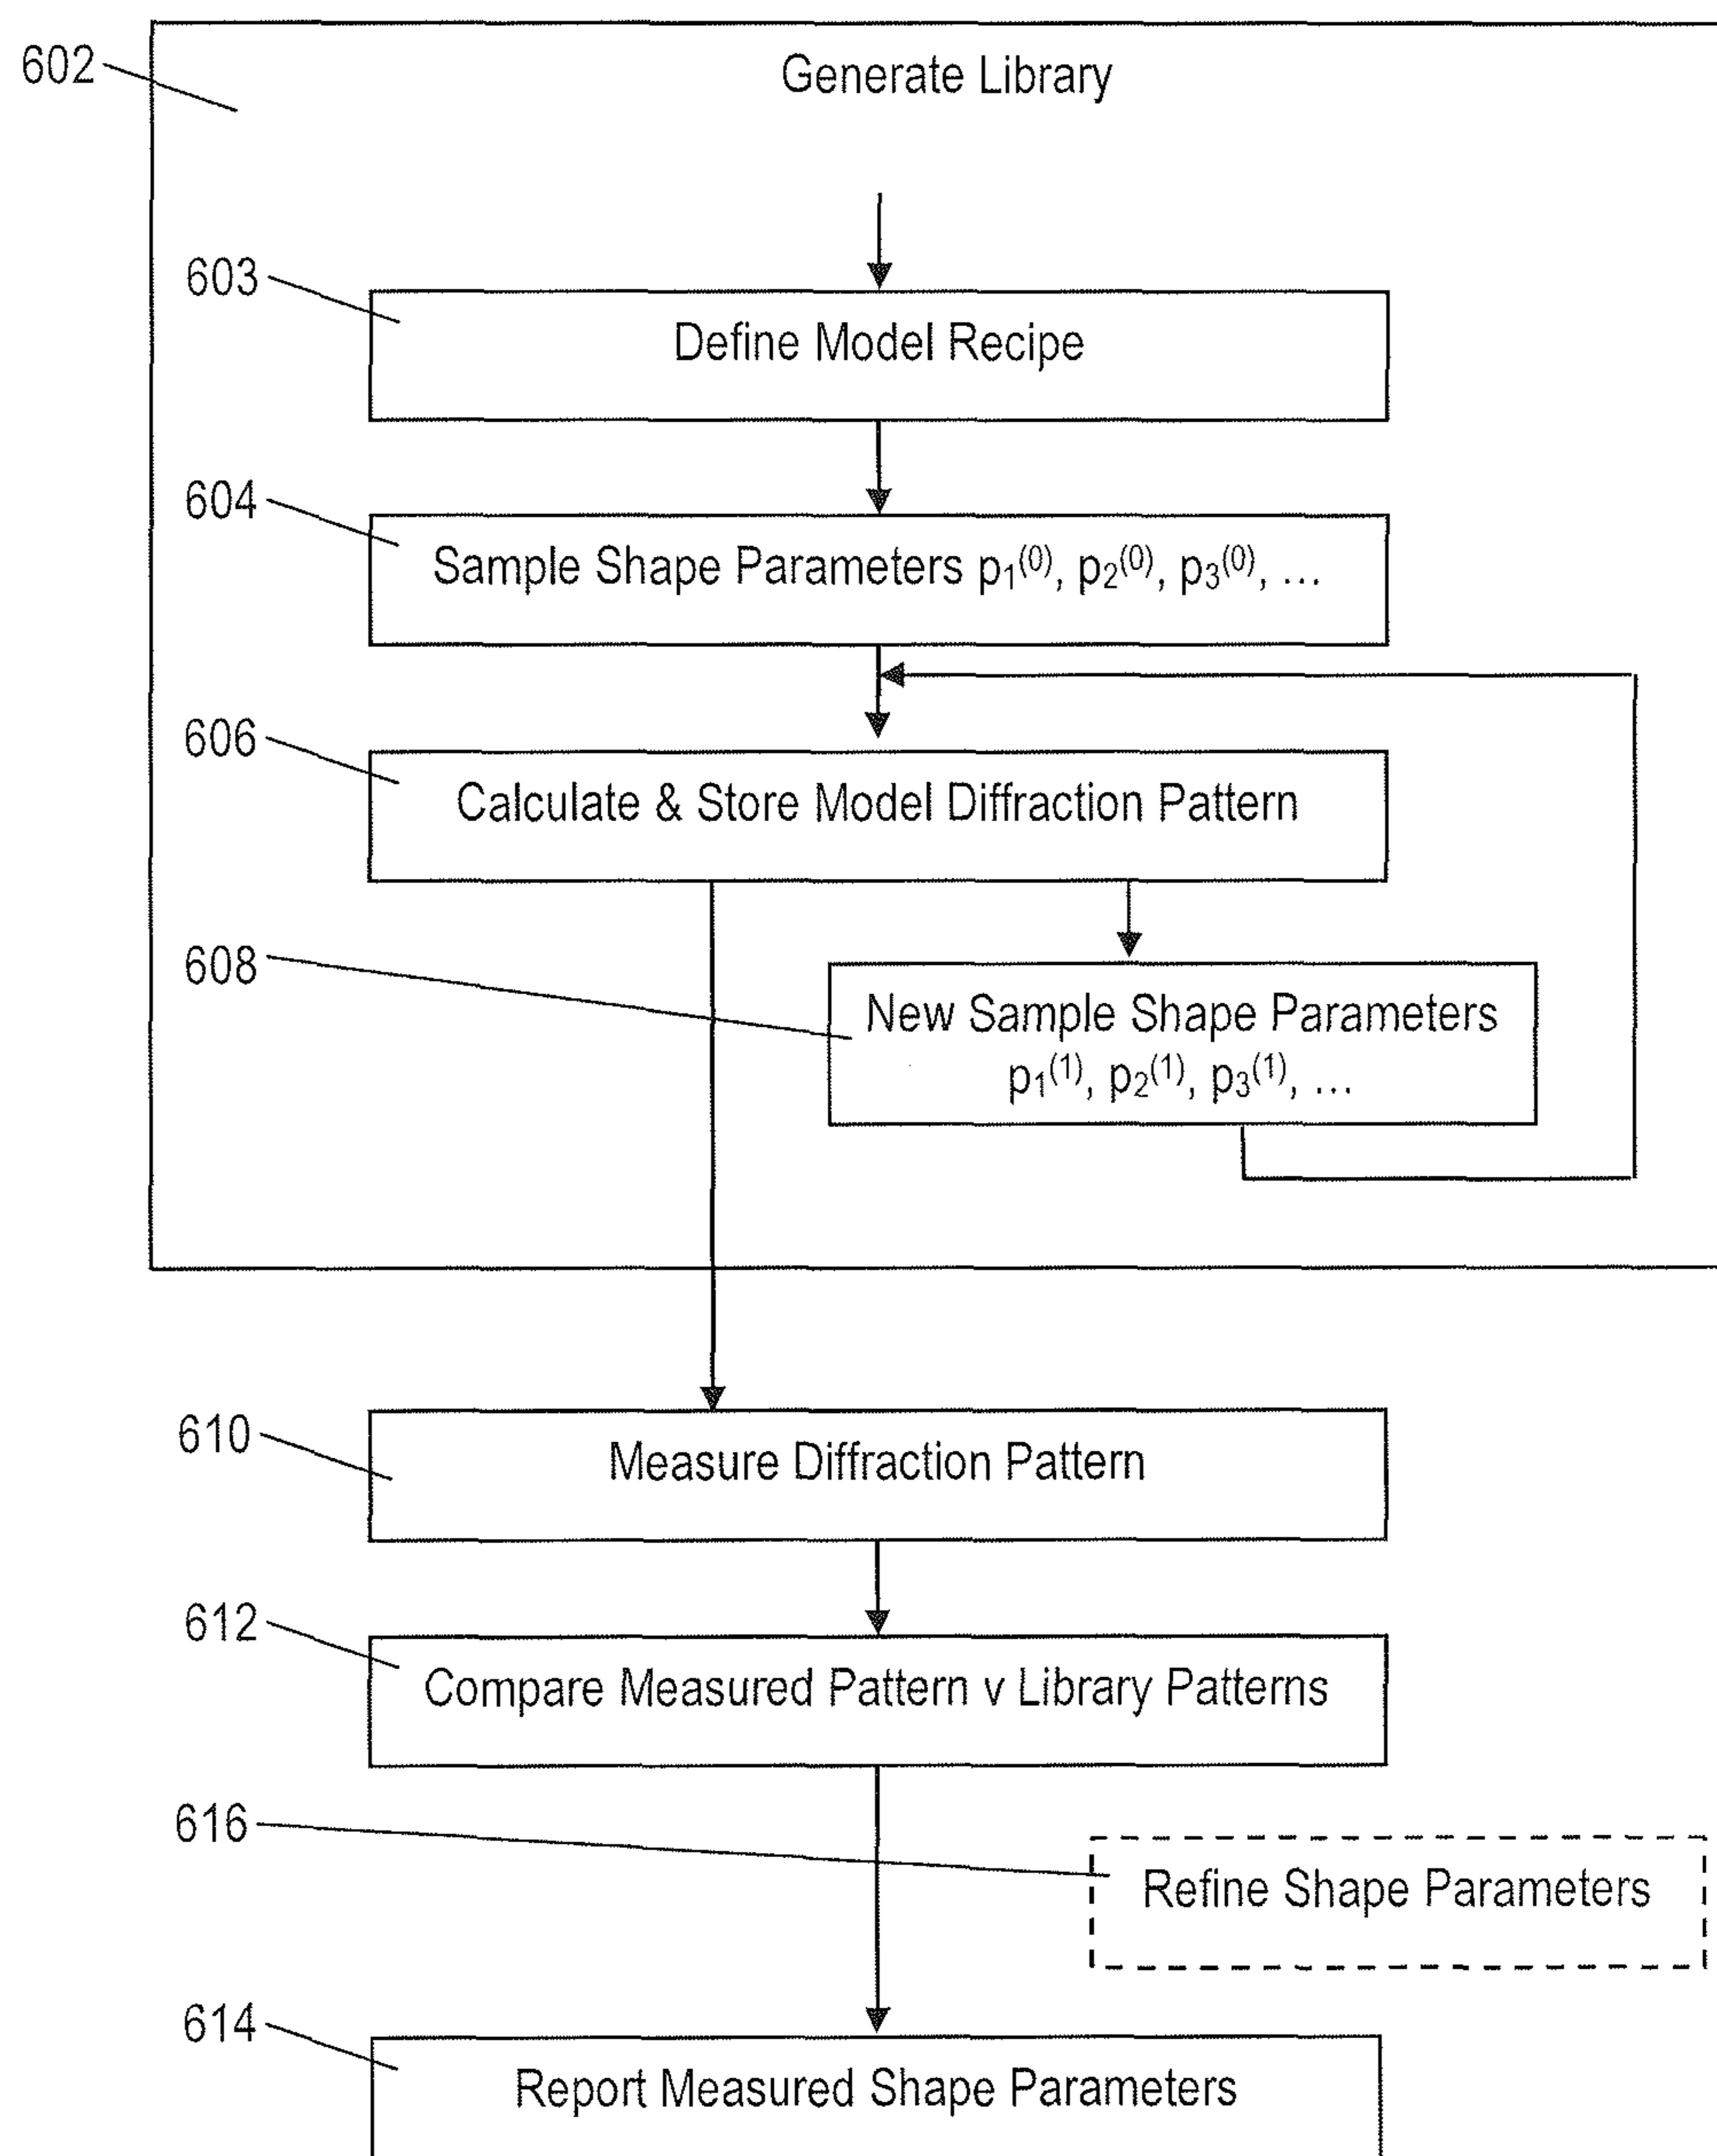 602
Generate Library
603
Define Model Recipe
604
Sample Shape Parameters p₁⁽⁰⁾, p₂⁽⁰⁾, p₃⁽⁰⁾, ...
606
Calculate & Store Model Diffraction Pattern
608
New Sample Shape Parameters
p₁⁽¹⁾, p₂⁽¹⁾, p₃⁽¹⁾, ...
610
Measure Diffraction Pattern
612
Compare Measured Pattern v Library Patterns
616
Refine Shape Parameters
614
Report Measured Shape Parameters